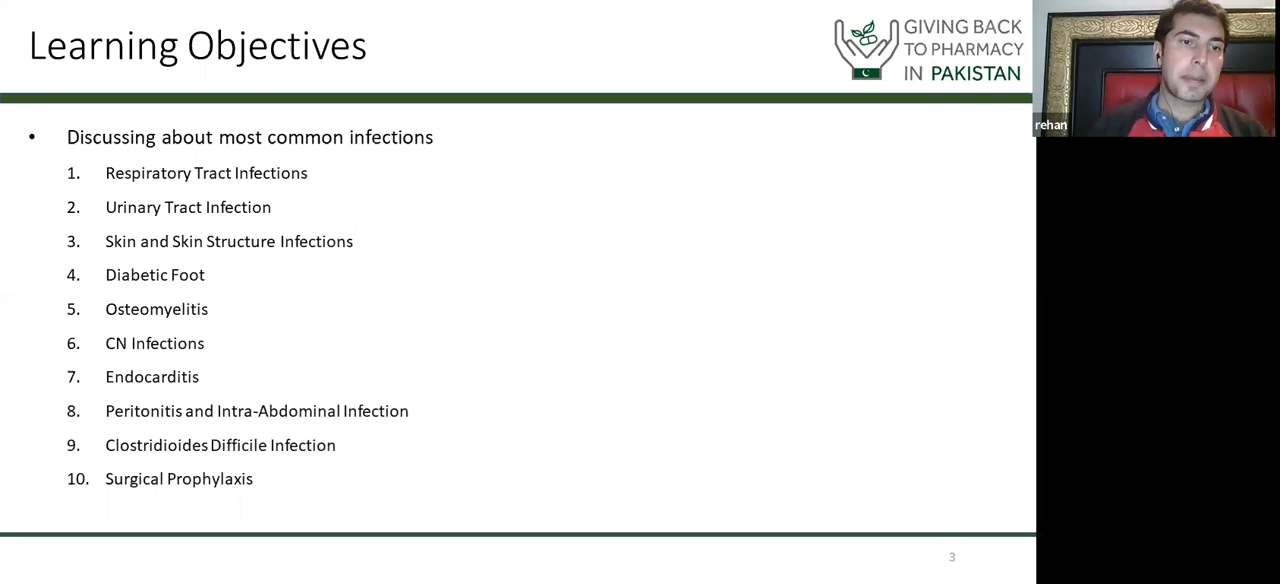 Learning Objectives
GIVING BACK
TO PHARMACY
IN PAKISTAN
rehan
• Discussing about most common infections
1. Respiratory Tract Infections
2. Urinary Tract Infection
3. Skin and Skin Structure Infections
4. Diabetic Foot
5. Osteomyelitis
6. CN Infections
7. Endocarditis
8. Peritonitis and Intra-Abdominal Infection
9. Clostridioides Difficile Infection
10. Surgical Prophylaxis
3